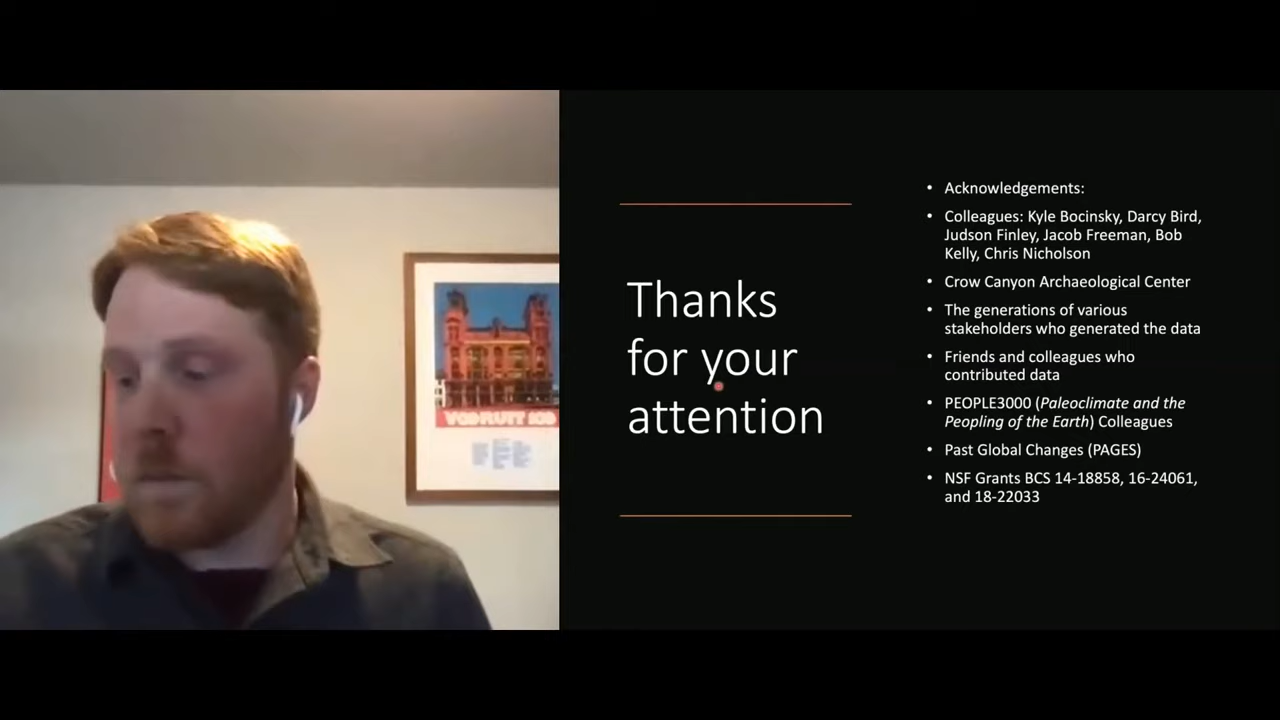 Thanks
for your
attention
• Acknowledgements:
• Colleagues: Kyle Bocinsky, Darcy Bird,
Judson Finley, Jacob Freeman, Bob
Kelly, Chris Nicholson
• Crow Canyon Archaeological Center
• The generations of various
stakeholders who generated the data
• Friends and colleagues who
contributed data
• PEOPLE3000 (Paleoclimate and the
Peopling of the Earth) Colleagues
• Past Global Changes (PAGES)
• NSF Grants BCS 14-18858, 16-24061,
and 18-22033